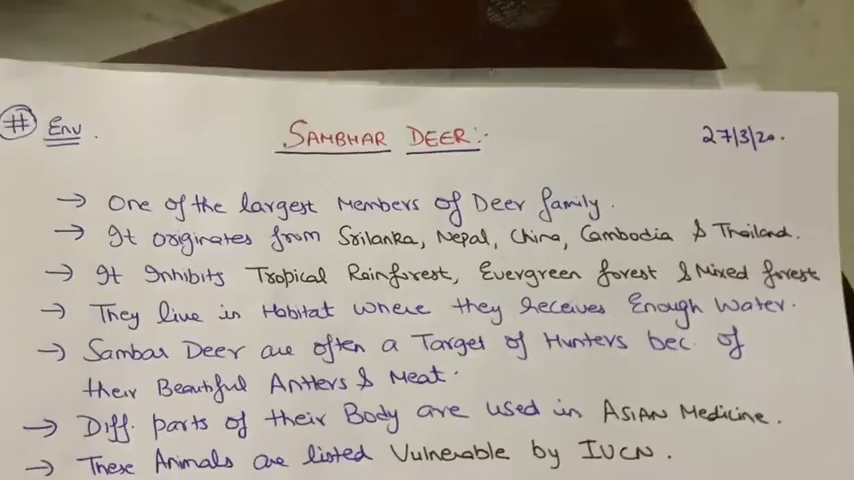 # Env.
SAMBHAR DEER:-
27/3/20.
→ One of the largest Members of Deer family.
→ It originates from Srilanka, Nepal, China, Cambodia & Thailand.
→ It Inhibits Tropical Rainforest, Evergreen forest & Mixed forest
→ They live in Habitat where they receives Enough Water.
→ Sambar Deer are often a Target of Hunters bec. of
their Beautiful Antlers & Meat.
→ Diff. parts of their Body are used in ASIAN Medicine.
→ These Animals are listed Vulnerable by IUCN.